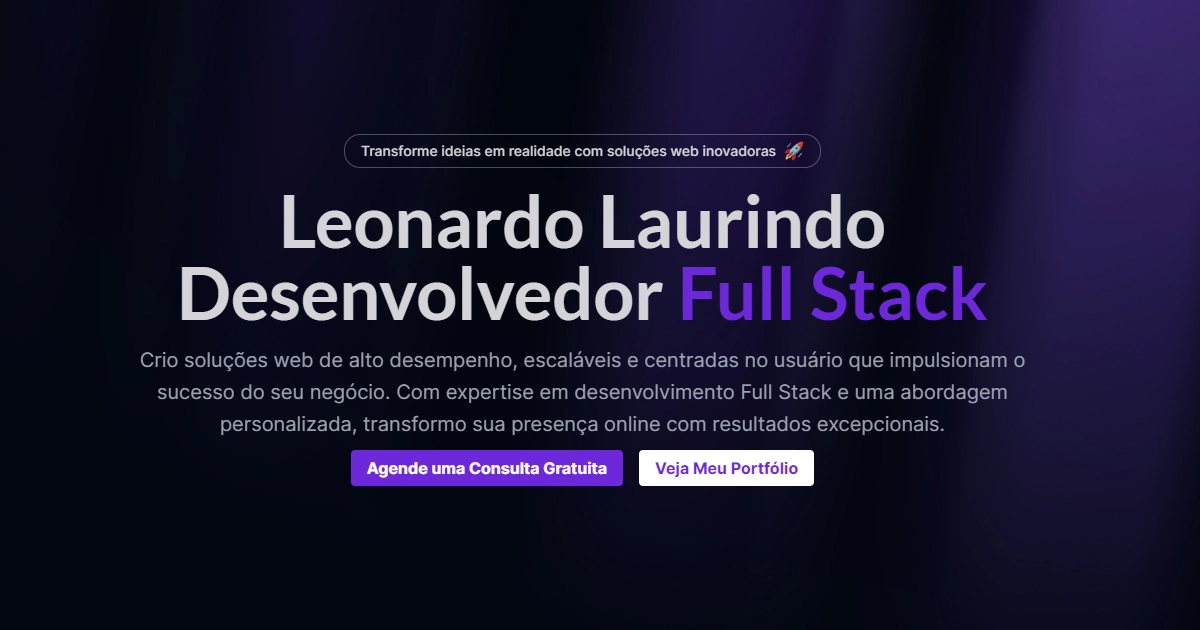 Transforme ideias em realidade com soluções web inovadoras 🚀
Leonardo Laurindo
Desenvolvedor Full Stack
Crio soluções web de alto desempenho, escaláveis e centradas no usuário que impulsionam o
sucesso do seu negócio. Com expertise em desenvolvimento Full Stack e uma abordagem
personalizada, transformo sua presença online com resultados excepcionais.
Agende uma Consulta Gratuita
Veja Meu Portfólio